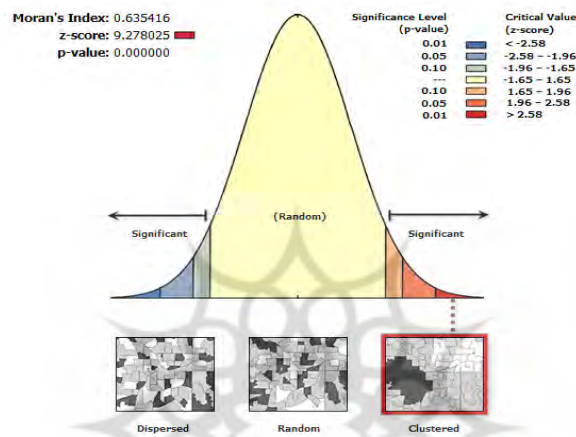 Moran's Index: 0.635416
z-score: 9.278025
p-value: 0.000000
Significance Level
(p-value)
Critical Value
(z-score)
0.01 < -2.58
0.05 -2.58 – -1.96
0.10 -1.96 – -1.65
--- -1.65 – 1.65
0.10 1.65 – 1.96
0.05 1.96 – 2.58
0.01 > 2.58
Significant
(Random)
Significant
Dispersed
Random
Clustered